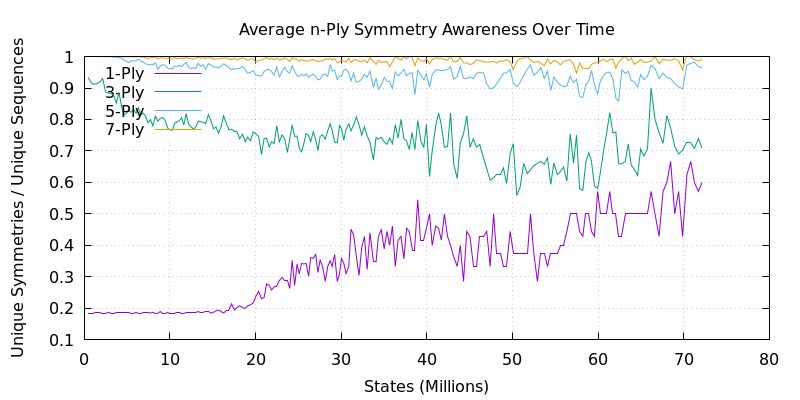 Average n-Ply Symmetry Awareness Over Time
Unique Symmetries / Unique Sequences
1
0.9
0.8
0.7
0.6
0.5
0.4
0.3
0.2
0.1
1-Ply
3-Ply
5-Ply
7-Ply
0 10 20 30 40 50 60 70 80
States (Millions)